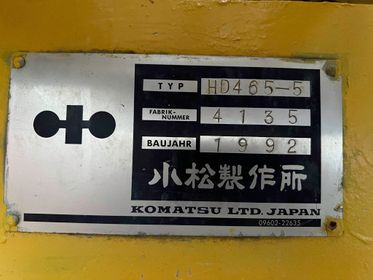 TYP HD465-5
FABRIK-
NUMMER 4135
BAUJAHR 1992
小松製作所
KOMATSU LTD. JAPAN
09602-22635